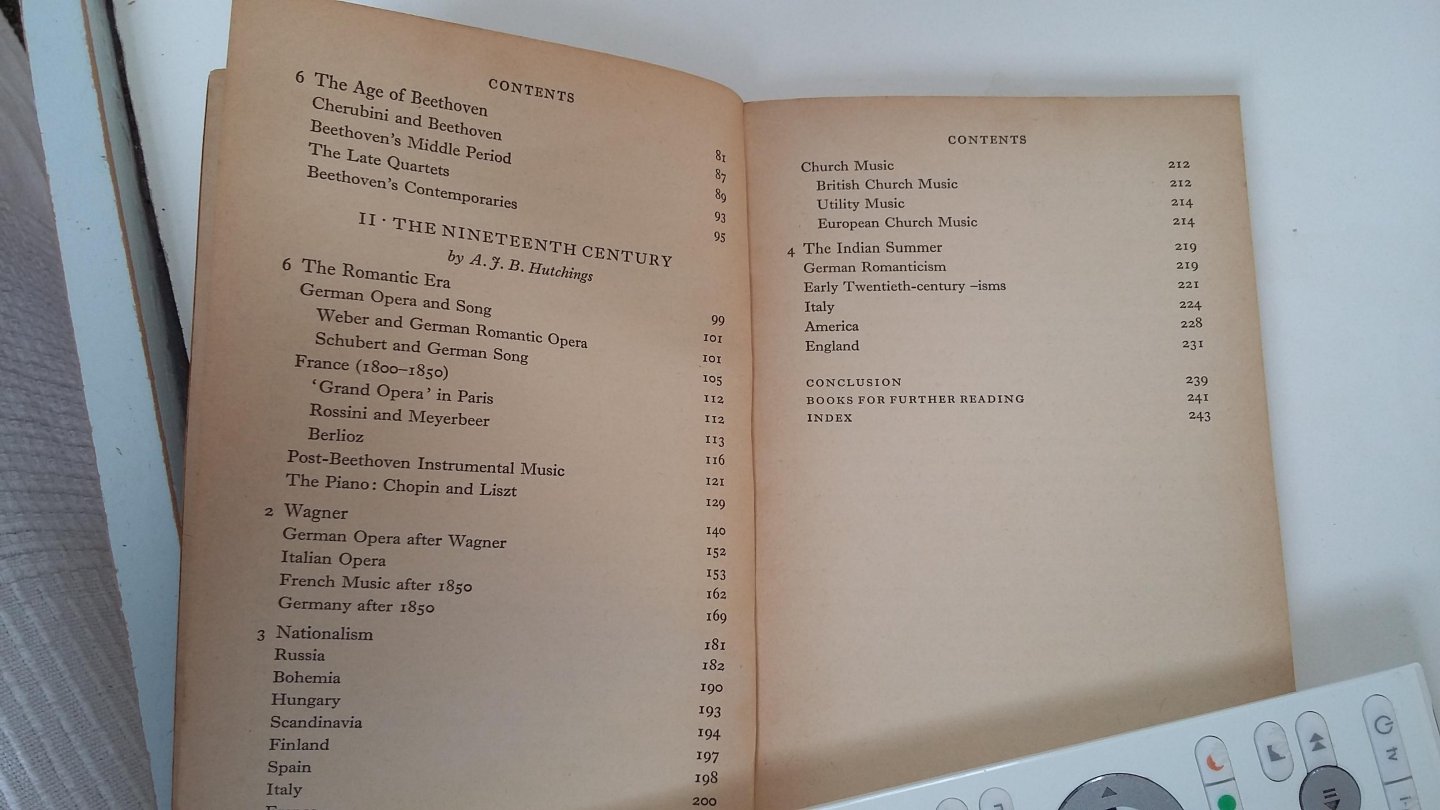 CONTENTS
6 The Age of Beethoven 81
Cherubini and Beethoven 87
Beethoven's Middle Period 89
The Late Quartets 93
Beethoven's Contemporaries 95
II · THE NINETEENTH CENTURY
by A. J. B. Hutchings
6 The Romantic Era 99
German Opera and Song 101
Weber and German Romantic Opera 101
Schubert and German Song 105
France (1800–1850) 112
'Grand Opera' in Paris 112
Rossini and Meyerbeer 113
Berlioz 116
Post-Beethoven Instrumental Music 121
The Piano: Chopin and Liszt 129
2 Wagner 140
German Opera after Wagner 152
Italian Opera 153
French Music after 1850 162
Germany after 1850 169
3 Nationalism 181
Russia 182
Bohemia 190
Hungary 193
Scandinavia 194
Finland 197
Spain 198
Italy 200
CONTENTS
Church Music 212
British Church Music 212
Utility Music 214
European Church Music 214
4 The Indian Summer 219
German Romanticism 219
Early Twentieth-century –isms 221
Italy 224
America 228
England 231
CONCLUSION 239
BOOKS FOR FURTHER READING 241
INDEX 243
tv